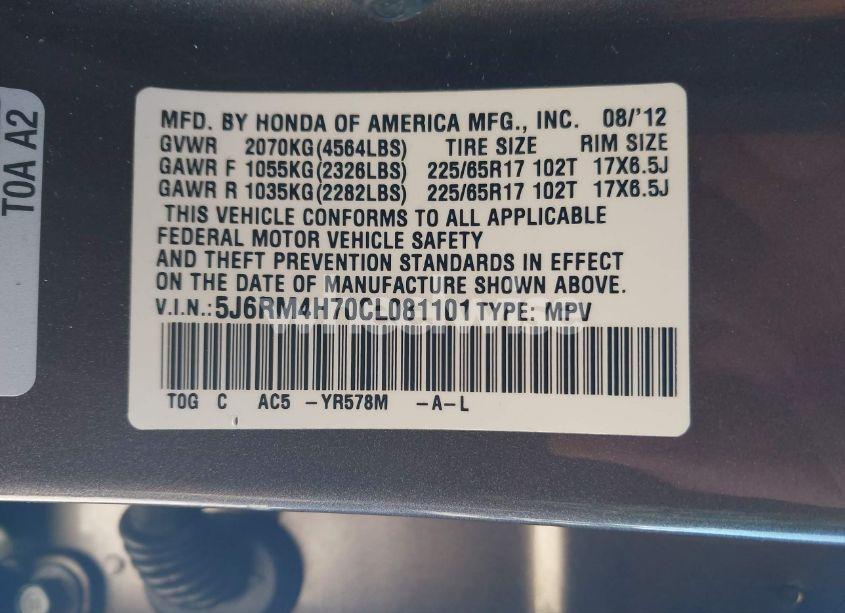 TOA A2
MFD. BY HONDA OF AMERICA MFG., INC. 08/'12
GVWR 2070KG(4564LBS) TIRE SIZE RIM SIZE
GAWR F 1055KG(2326LBS) 225/65R17 102T 17X6.5J
GAWR R 1035KG(2282LBS) 225/65R17 102T 17X6.5J
THIS VEHICLE CONFORMS TO ALL APPLICABLE
FEDERAL MOTOR VEHICLE SAFETY
AND THEFT PREVENTION STANDARDS IN EFFECT
ON THE DATE OF MANUFACTURE SHOWN ABOVE.
V.I.N.:5J6RM4H70CL081101 TYPE: MPV
TOG C AC5 -YR578M -A-L